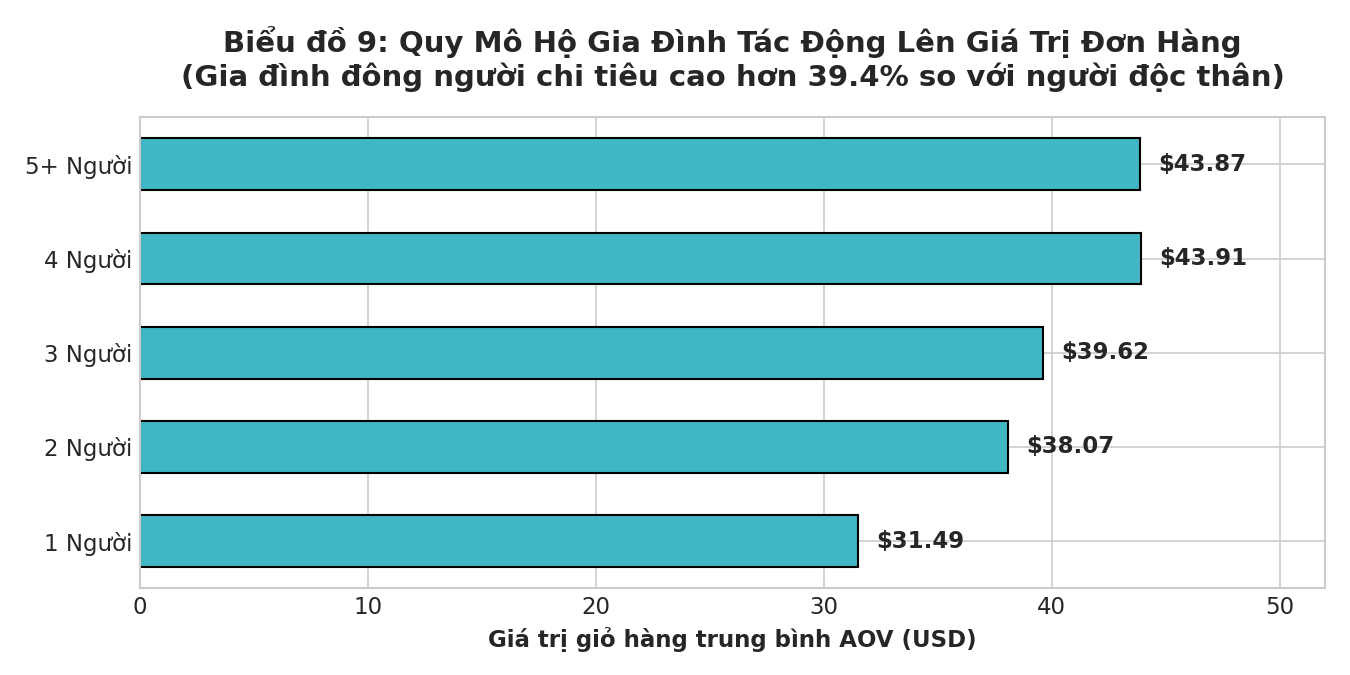 Biểu đồ 9: Quy Mô Hộ Gia Đình Tác Động Lên Giá Trị Đơn Hàng
(Gia đình đông người chi tiêu cao hơn 39.4% so với người độc thân)
5+ Người
$43.87
4 Người
$43.91
3 Người
$39.62
2 Người
$38.07
1 Người
$31.49
0 10 20 30 40 50
Giá trị giỏ hàng trung bình AOV (USD)